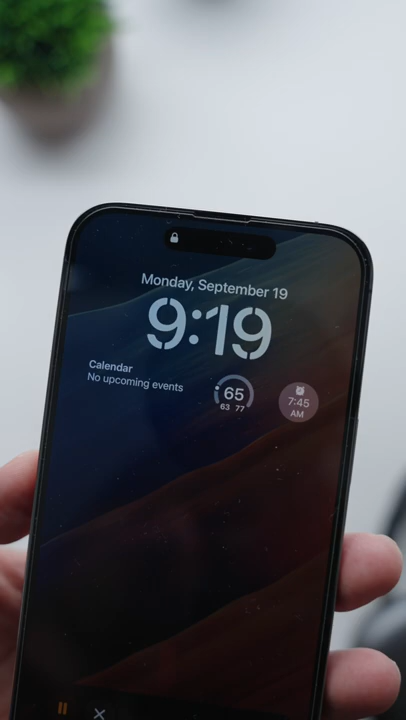 Monday, September 19
9:19
Calendar
No upcoming events
65
63 77
7:45
AM